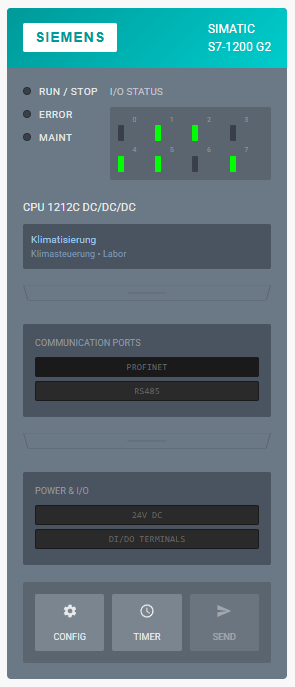 SIEMENS
SIMATIC
S7-1200 G2
RUN / STOP
ERROR
MAINT
I/O STATUS
0 1 2 3
4 5 6 7
CPU 1212C DC/DC/DC
Klimatisierung
Klimasteuerung • Labor
COMMUNICATION PORTS
PROFINET
RS485
POWER & I/O
24V DC
DI/DO TERMINALS
CONFIG TIMER SEND